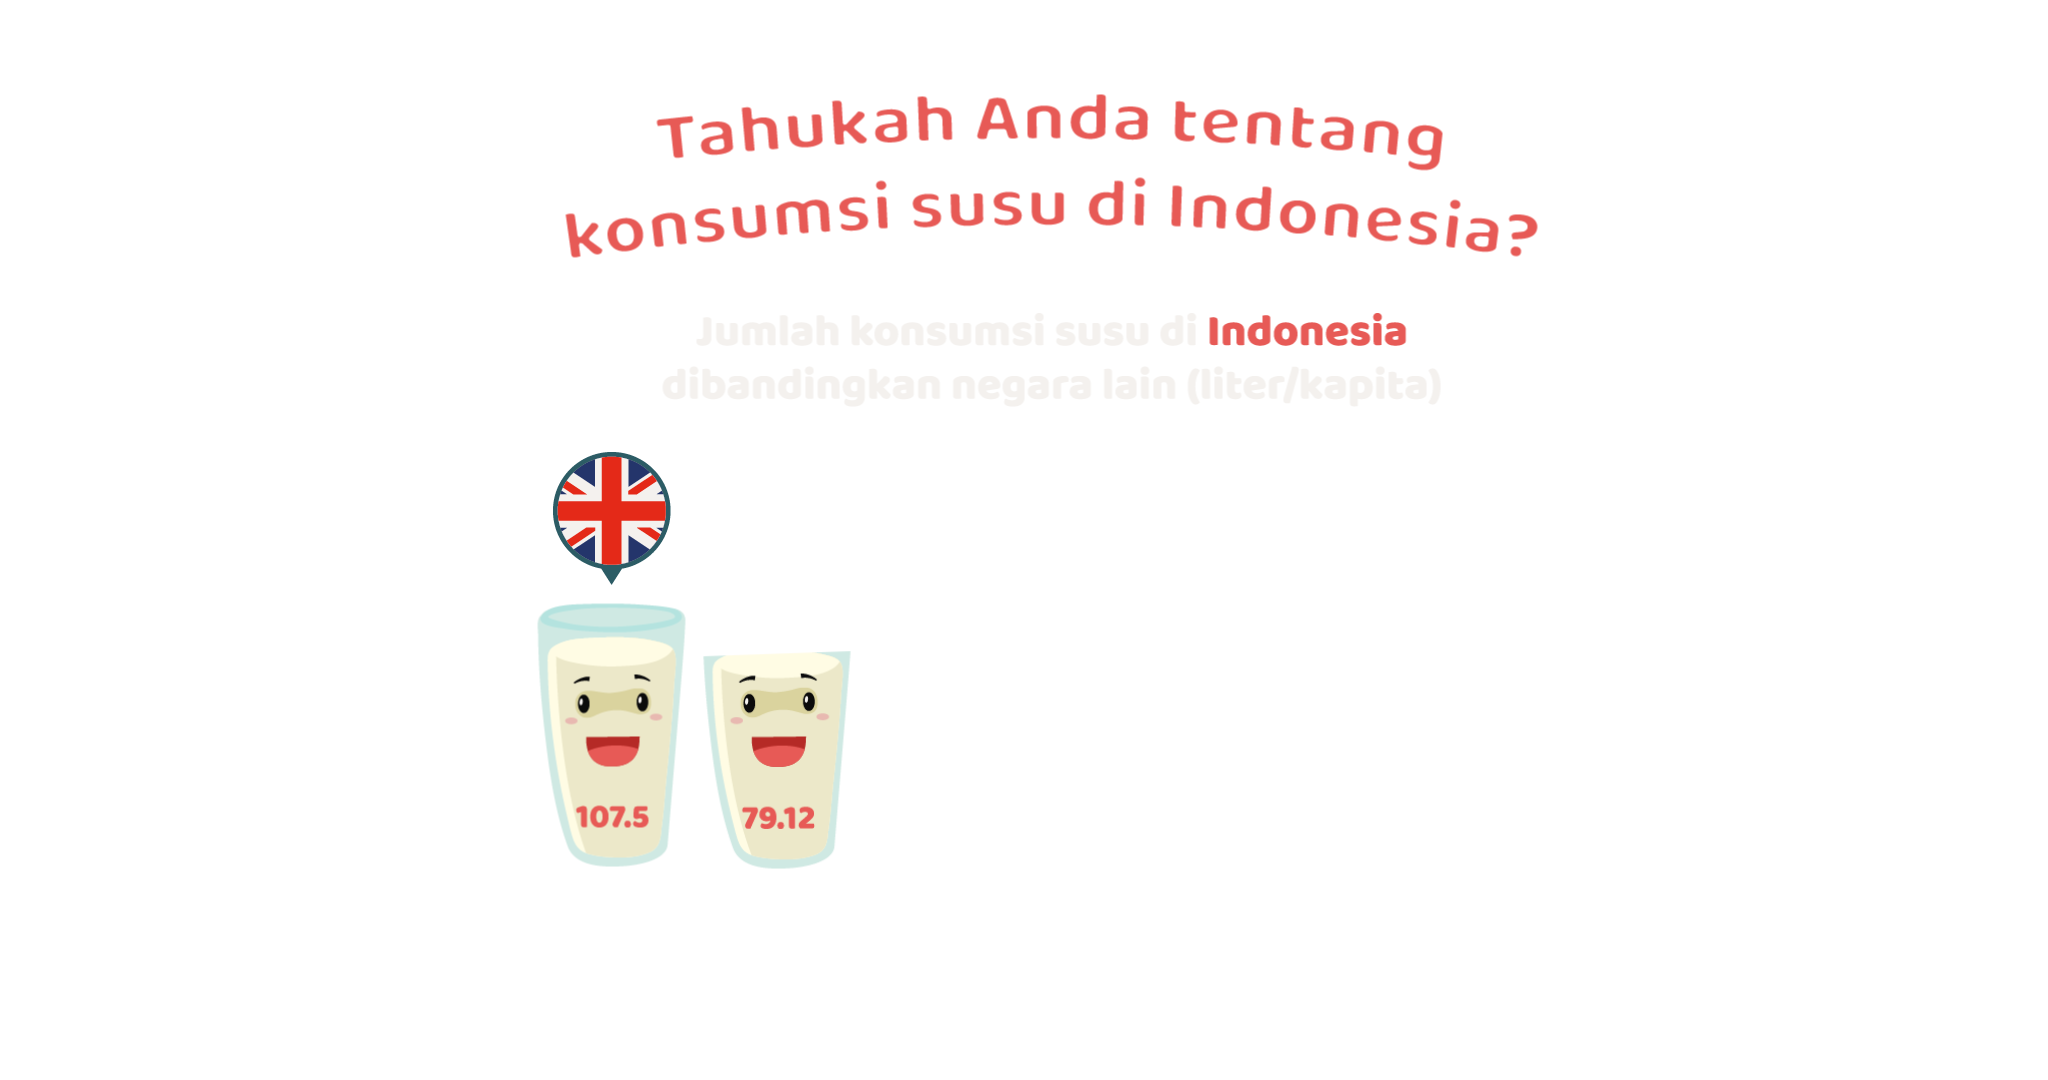 Tahukah Anda tentang
konsumsi susu di Indonesia?
Jumlah konsumsi susu di Indonesia
dibandingkan negara lain (liter/kapita)
107.5
79.12